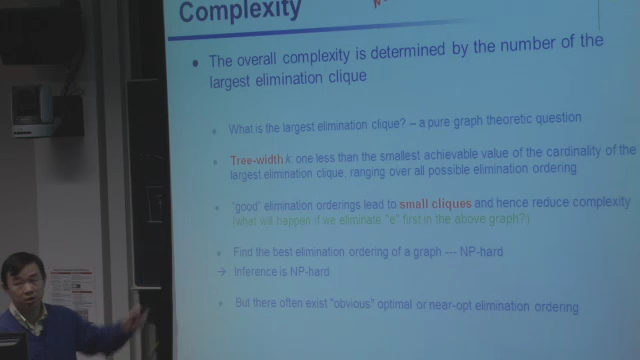 Complexity
The overall complexity is determined by the number of the
largest elimination clique
What is the largest elimination clique? – a pure graph theoretic question
Tree-width k: one less than the smallest achievable value of the cardinality of the
largest elimination clique, ranging over all possible elimination ordering
"good" elimination orderings lead to small cliques and hence reduce complexity
(what will happen if we eliminate "e" first in the above graph?)
Find the best elimination ordering of a graph --- NP-hard
→ Inference is NP-hard
But there often exist "obvious" optimal or near-opt elimination ordering